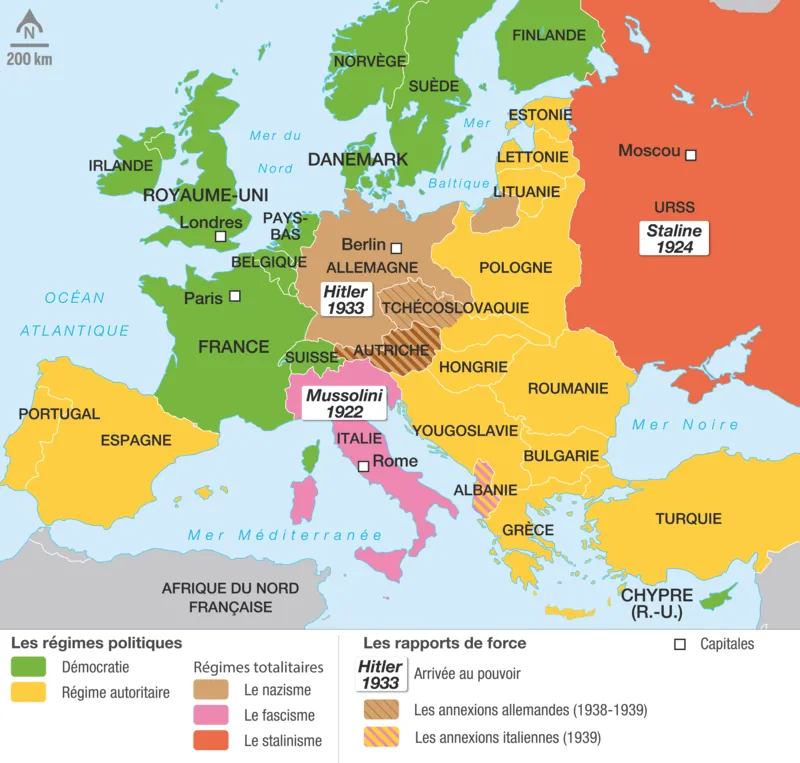 N
200 km
FINLANDE
NORVÈGE
SUÈDE
ESTONIE
Mer du
Nord
Mer
Baltique
LETTONIE
Moscou
IRLANDE
DANEMARK
LITUANIE
ROYAUME-UNI
URSS
Londres
PAYS-
BAS
Staline
1924
Berlin
BELGIQUE
ALLEMAGNE
POLOGNE
Paris
Hitler
1933
OCÉAN
ATLANTIQUE
TCHÉCOSLOVAQUIE
FRANCE
SUISSE
AUTRICHE
HONGRIE
ROUMANIE
Mussolini
1922
PORTUGAL
ESPAGNE
ITALIE
YOUGOSLAVIE
Mer Noire
Rome
BULGARIE
ALBANIE
Mer Méditerranée
GRÈCE
TURQUIE
AFRIQUE DU NORD
FRANÇAISE
CHYPRE
(R.-U.)
Les régimes politiques
Démocratie
Régime autoritaire
Régimes totalitaires
Le nazisme
Le fascisme
Le stalinisme
Les rapports de force
Hitler
1933
Arrivée au pouvoir
Les annexions allemandes (1938-1939)
Les annexions italiennes (1939)
Capitales